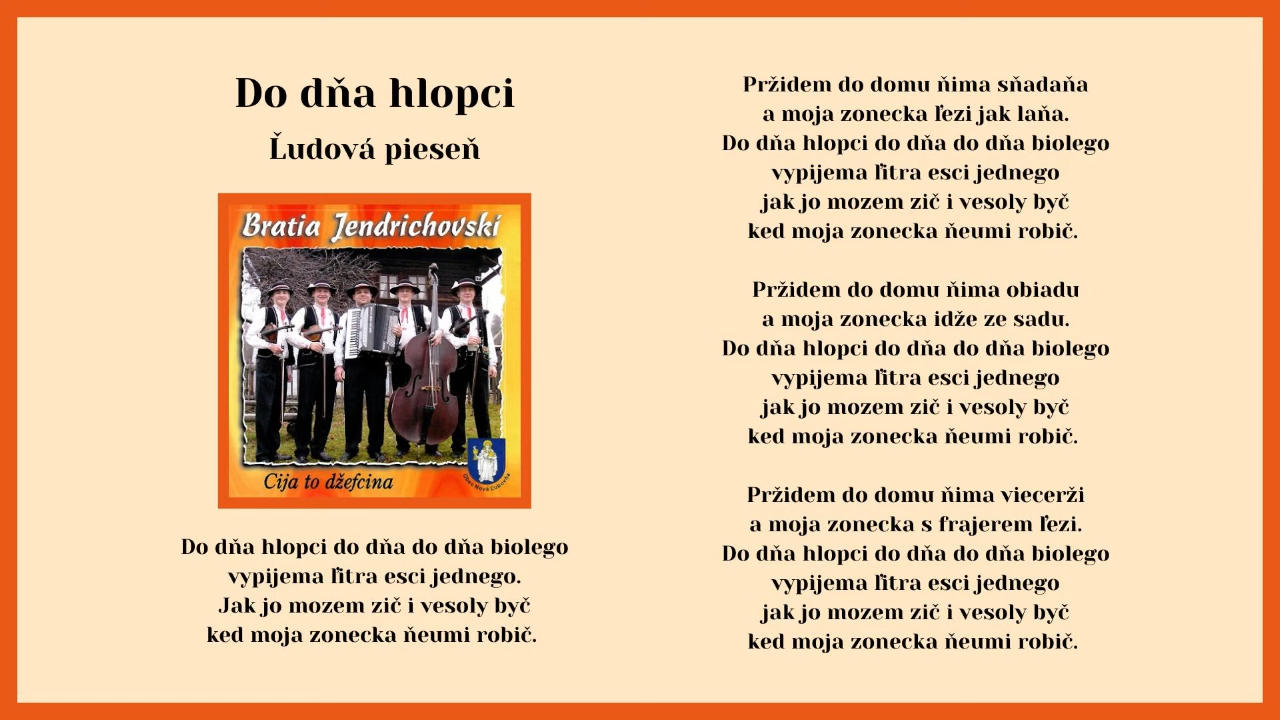 Do dňa hlopci
Ľudová pieseň
Bratia Jendrichovskí
Cija to džefcina
Obec Nová Ľubovňa
Do dňa hlopci do dňa do dňa biolego
vypijema ľitra esci jednego.
Jak jo mozem zič i vesoly byč
ked moja zonecka ňeumi robič.
Pržidem do domu ňima sňadaňa
a moja zonecka ľezi jak laňa.
Do dňa hlopci do dňa do dňa biolego
vypijema ľitra esci jednego
jak jo mozem zič i vesoly byč
ked moja zonecka ňeumi robič.
Pržidem do domu ňima obiadu
a moja zonecka idže ze sadu.
Do dňa hlopci do dňa do dňa biolego
vypijema ľitra esci jednego
jak jo mozem zič i vesoly byč
ked moja zonecka ňeumi robič.
Pržidem do domu ňima viecerži
a moja zonecka s frajerem ľezi.
Do dňa hlopci do dňa do dňa biolego
vypijema ľitra esci jednego
jak jo mozem zič i vesoly byč
ked moja zonecka ňeumi robič.